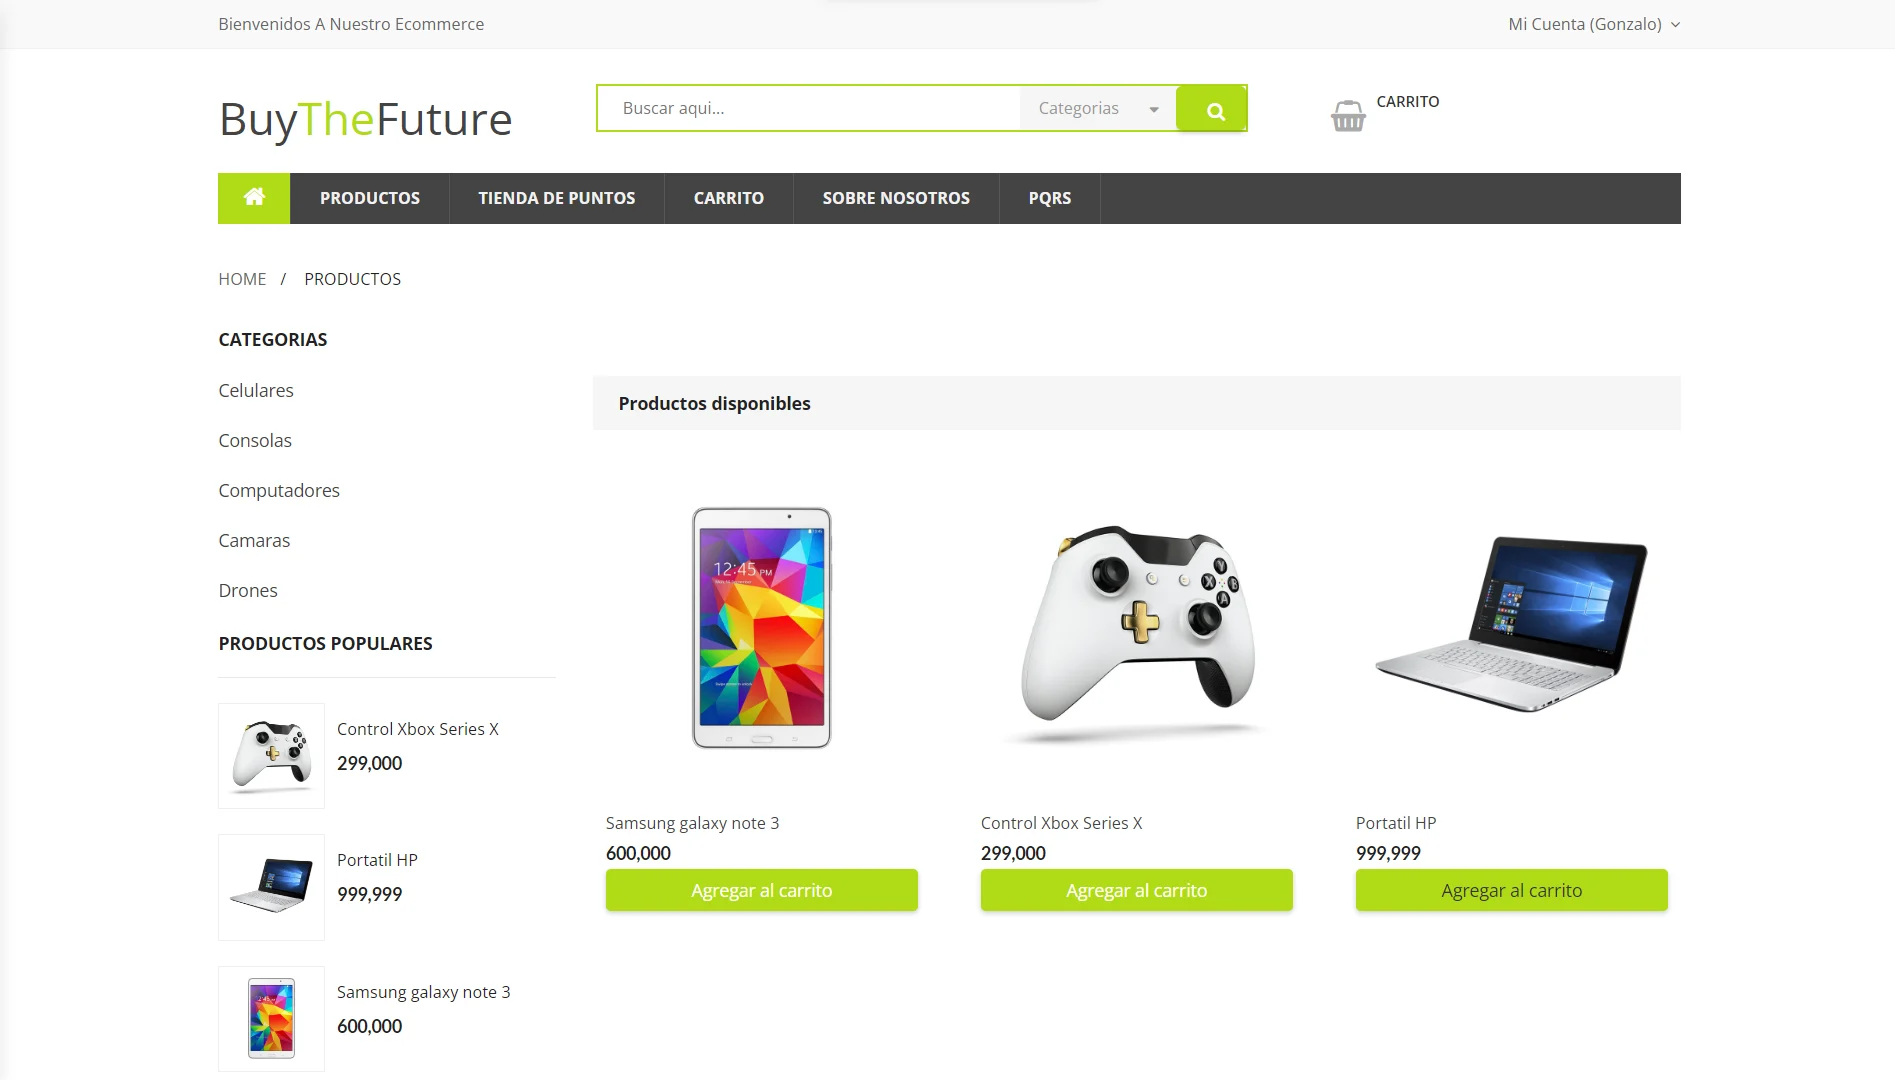 Bienvenidos A Nuestro Ecommerce
Mi Cuenta (Gonzalo)
BuyTheFuture
Buscar aqui...
Categorias
CARRITO
PRODUCTOS
TIENDA DE PUNTOS
CARRITO
SOBRE NOSOTROS
PQRS
HOME / PRODUCTOS
CATEGORIAS
Celulares
Consolas
Computadores
Camaras
Drones
PRODUCTOS POPULARES
Control Xbox Series X
299,000
Portatil HP
999,999
Samsung galaxy note 3
600,000
Productos disponibles
12:45 PM
Y
X
B
A
Samsung galaxy note 3
600,000
Agregar al carrito
Control Xbox Series X
299,000
Agregar al carrito
Portatil HP
999,999
Agregar al carrito